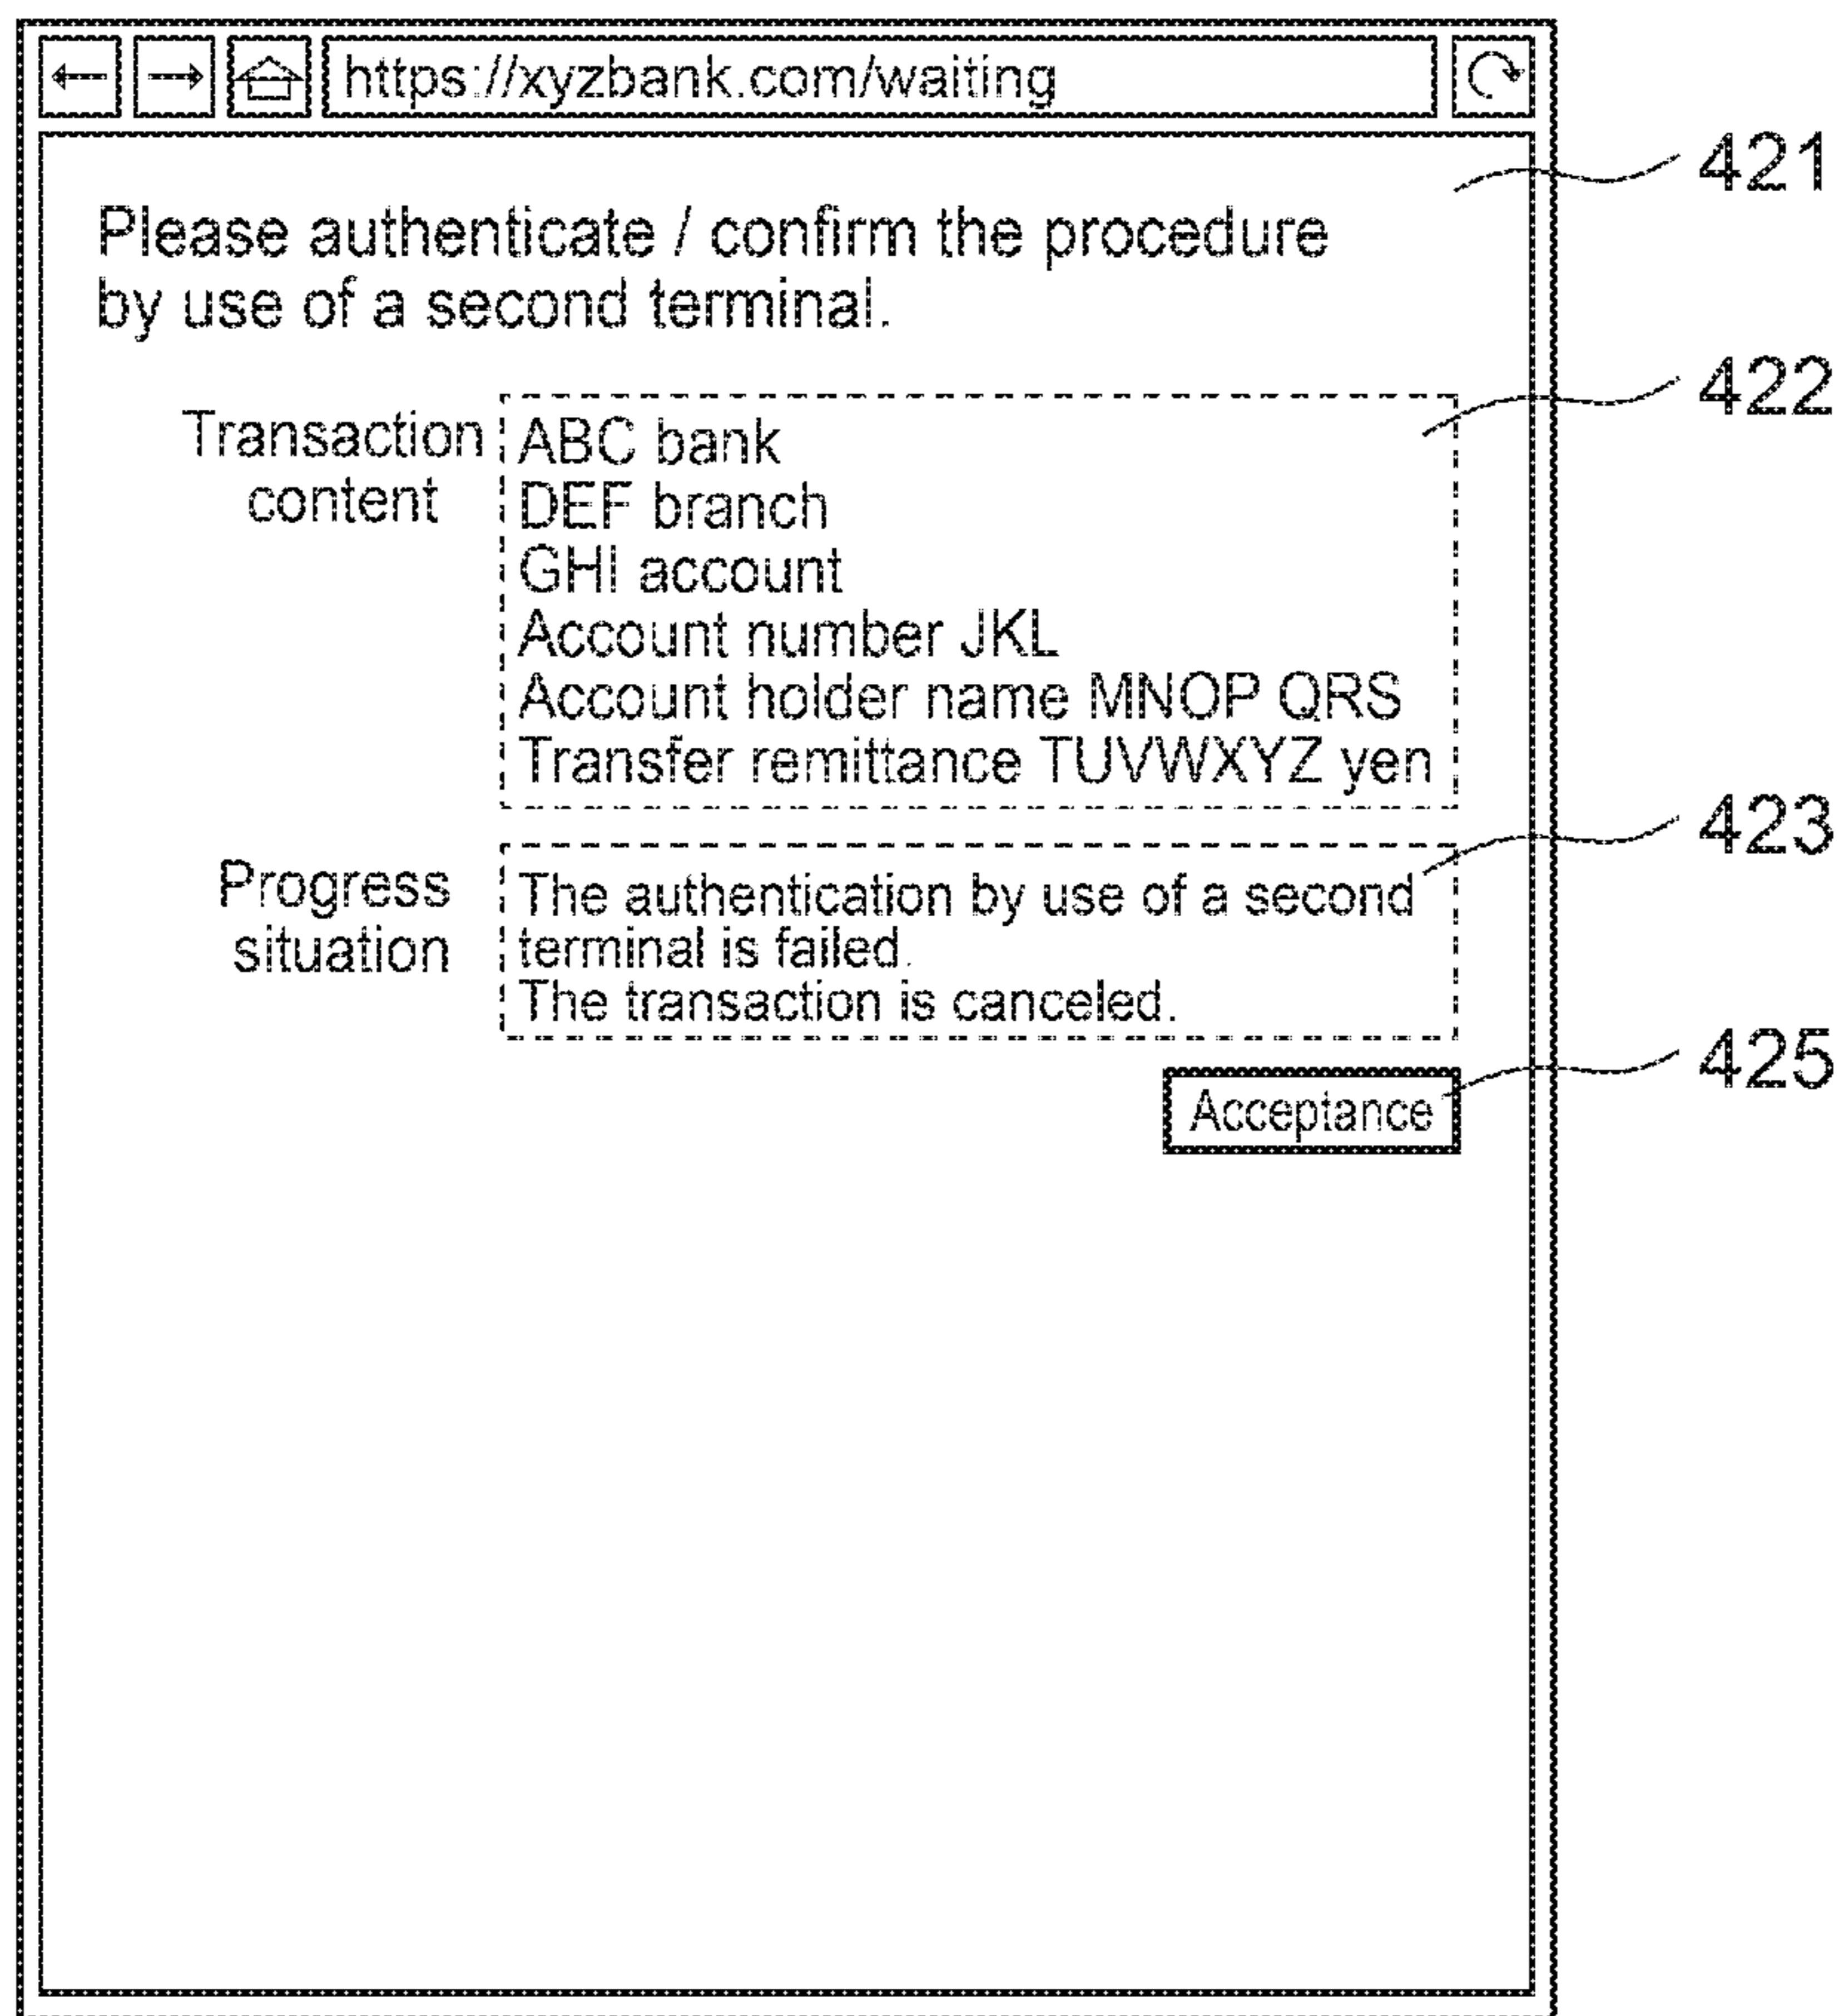 https://xyzbank.com/waiting
421
Please authenticate / confirm the procedure
by use of a second terminal.
422
Transaction
content
ABC bank
DEF branch
GHI account
Account number JKL
Account holder name MNOP QRS
Transfer remittance TUVWXYZ yen
423
Progress
situation
The authentication by use of a second
terminal is failed.
The transaction is canceled.
425
Acceptance